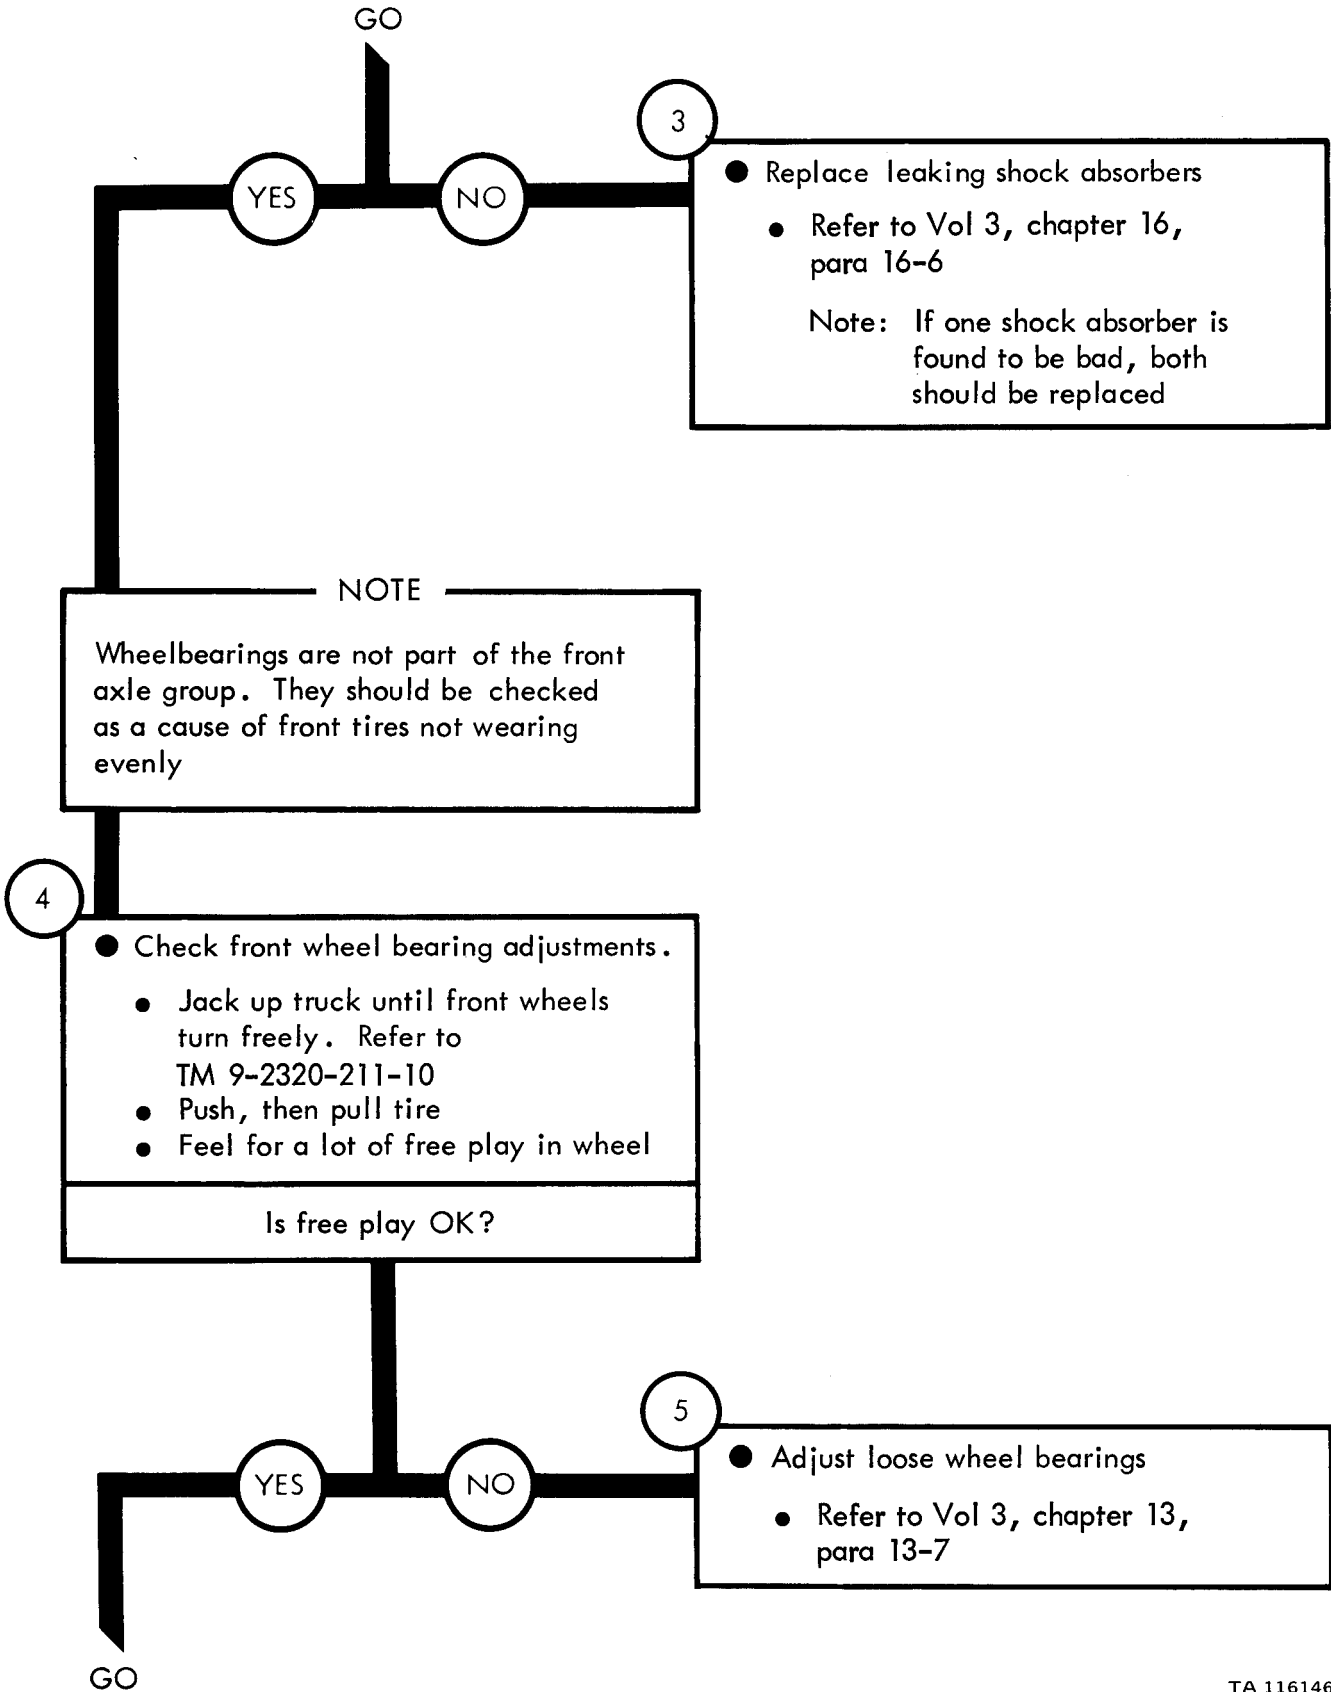 GO
YES
NO
3
● Replace leaking shock absorbers
● Refer to Vol 3, chapter 16,
para 16-6
Note: If one shock absorber is
found to be bad, both
should be replaced
NOTE
Wheelbearings are not part of the front
axle group. They should be checked
as a cause of front tires not wearing
evenly
4
● Check front wheel bearing adjustments.
● Jack up truck until front wheels
turn freely. Refer to
TM 9-2320-211-10
● Push, then pull tire
● Feel for a lot of free play in wheel
Is free play OK?
YES
NO
5
● Adjust loose wheel bearings
● Refer to Vol 3, chapter 13,
para 13-7
GO
TA 116146